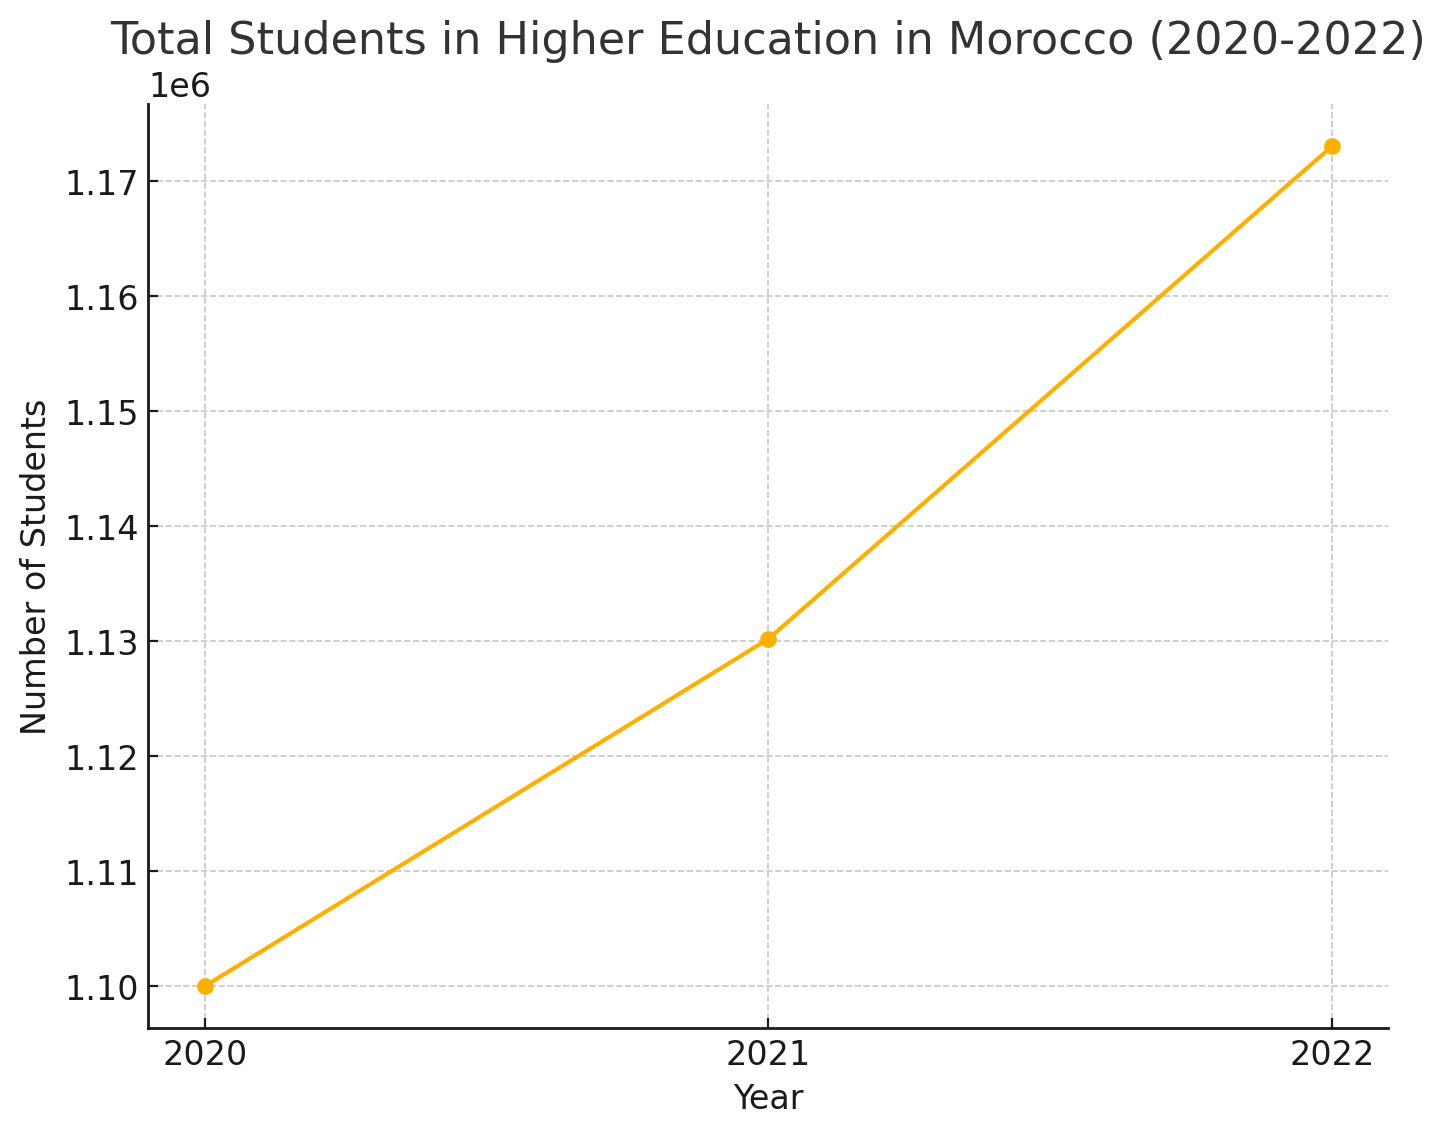 Total Students in Higher Education in Morocco (2020-2022)
1e6
1.17
1.16
1.15
1.14
1.13
1.12
1.11
1.10
Number of Students
2020 2021 2022
Year